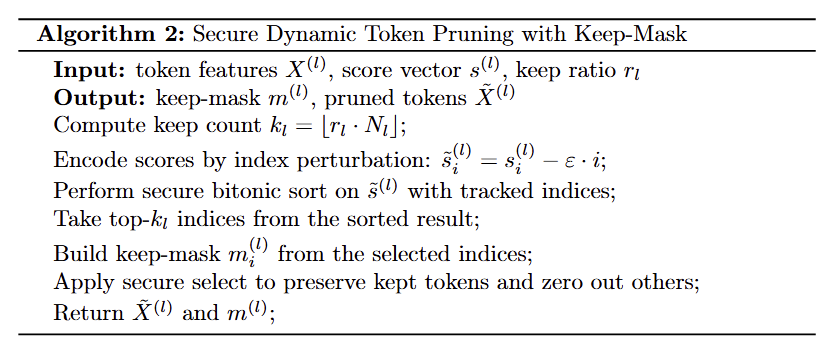 Algorithm 2: Secure Dynamic Token Pruning with Keep-Mask
Input: token features X^{(l)}, score vector s^{(l)}, keep ratio r_l
Output: keep-mask m^{(l)}, pruned tokens X̃^{(l)}
Compute keep count k_l = ⌊r_l · N_l⌋;
Encode scores by index perturbation: s̃_i^{(l)} = s_i^{(l)} − ε · i;
Perform secure bitonic sort on s̃^{(l)} with tracked indices;
Take top-k_l indices from the sorted result;
Build keep-mask m_i^{(l)} from the selected indices;
Apply secure select to preserve kept tokens and zero out others;
Return X̃^{(l)} and m^{(l)};